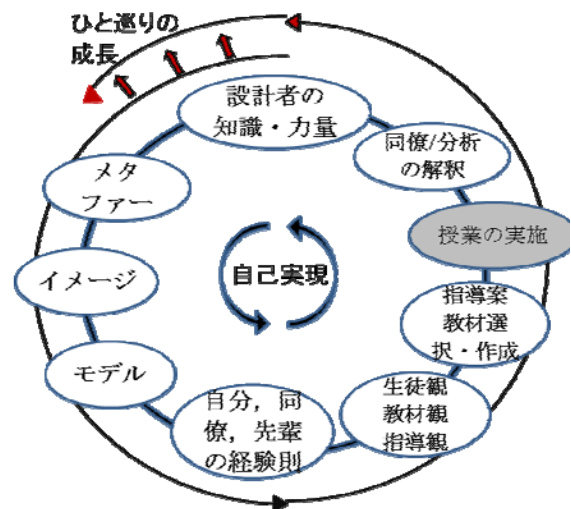 ひと巡りの
成長
設計者の
知識・力量
同僚/分析
の解釈
授業の実施
指導案
教材選
択・作成
生徒観
教材観
指導観
自分，同
僚，先輩
の経験則
モデル
イメージ
メタ
ファー
自己実現